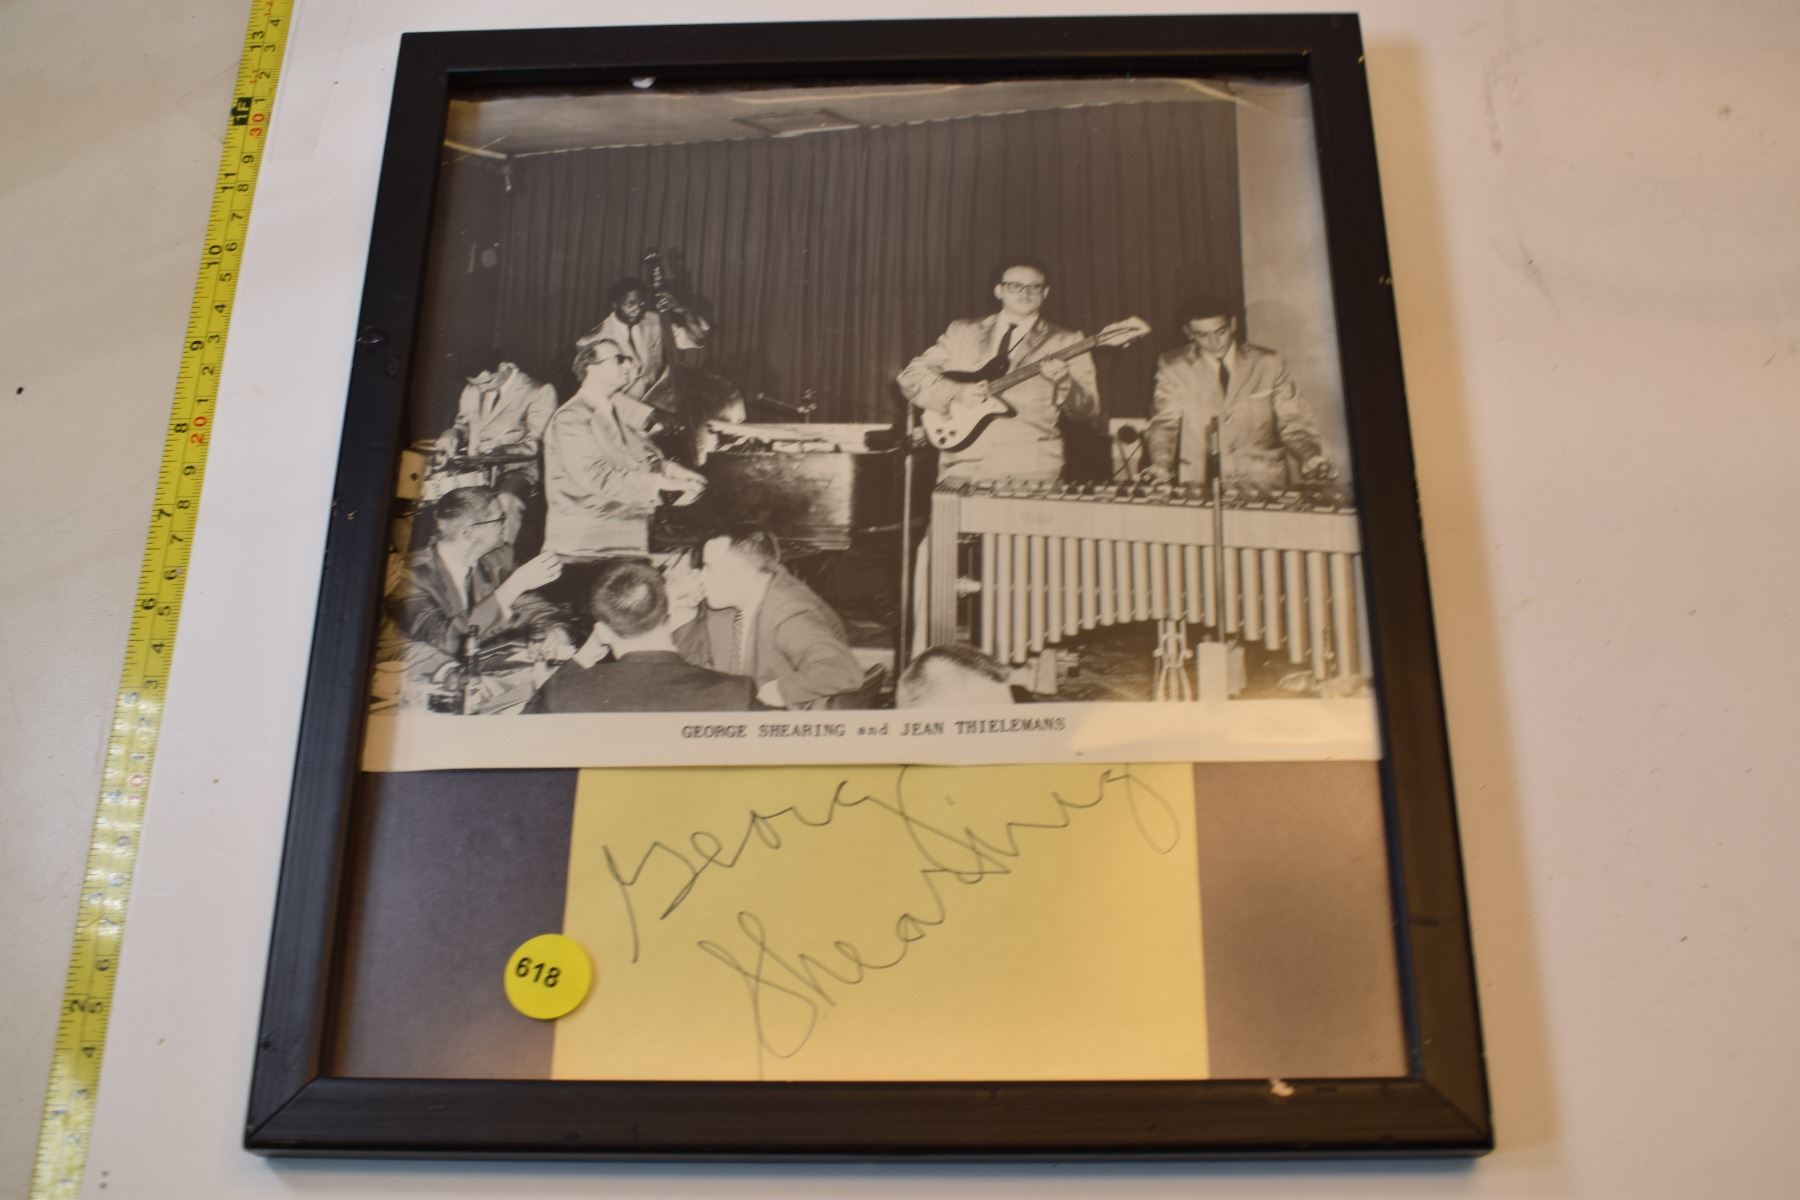 GEORGE SHEARING and JEAN THIELEMANS
George
Shearing
618